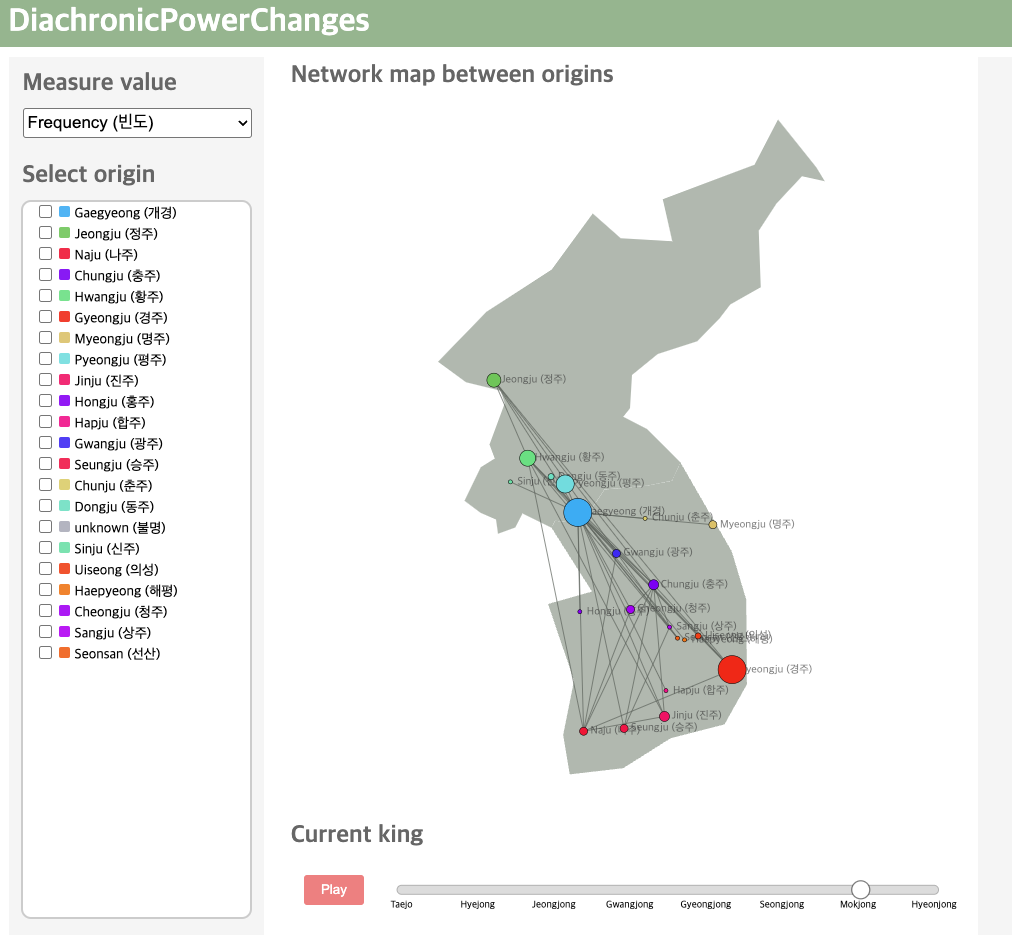 DiachronicPowerChanges
Measure value
Frequency (빈도)
Select origin
Gaegyeong (개경)
Jeongju (정주)
Naju (나주)
Chungju (충주)
Hwangju (황주)
Gyeongju (경주)
Myeongju (명주)
Pyeongju (평주)
Jinju (진주)
Hongju (홍주)
Hapju (합주)
Gwangju (광주)
Seungju (승주)
Chunju (춘주)
Dongju (동주)
unknown (불명)
Sinju (신주)
Uiseong (의성)
Haepyeong (해평)
Cheongju (청주)
Sangju (상주)
Seonsan (선산)
Network map between origins
Jeongju (정주)
Hwangju (황주)
Dongju (동주)
Sinju
yeongju (평주)
aegyeong (개경)
Chunju (춘주)
Myeongju (명주)
Gwangju (광주)
Chungju (충주)
Hongju
Cheongju (청주)
Sangju (상주)
Uiseong (의성)
yeongju (경주)
Hapju (합주)
Jinju (진주)
Naju
Seungju (승주)
Current king
Play
Taejo
Hyejong
Jeongjong
Gwangjong
Gyeongjong
Seongjong
Mokjong
Hyeonjong